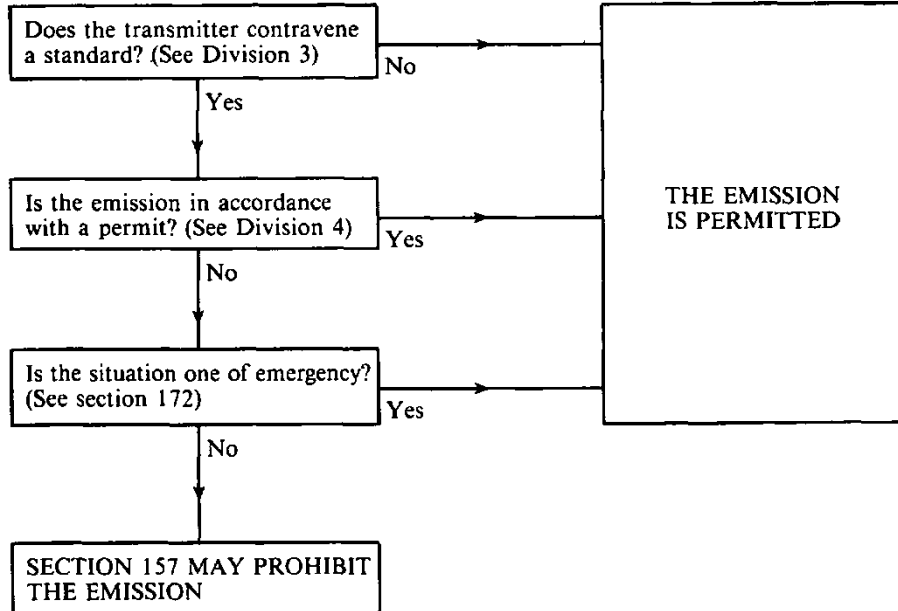 Does the transmitter contravene
a standard? (See Division 3)
No
Yes
Is the emission in accordance
with a permit? (See Division 4)
Yes
No
THE EMISSION
IS PERMITTED
Is the situation one of emergency?
(See section 172)
Yes
No
SECTION 157 MAY PROHIBIT
THE EMISSION